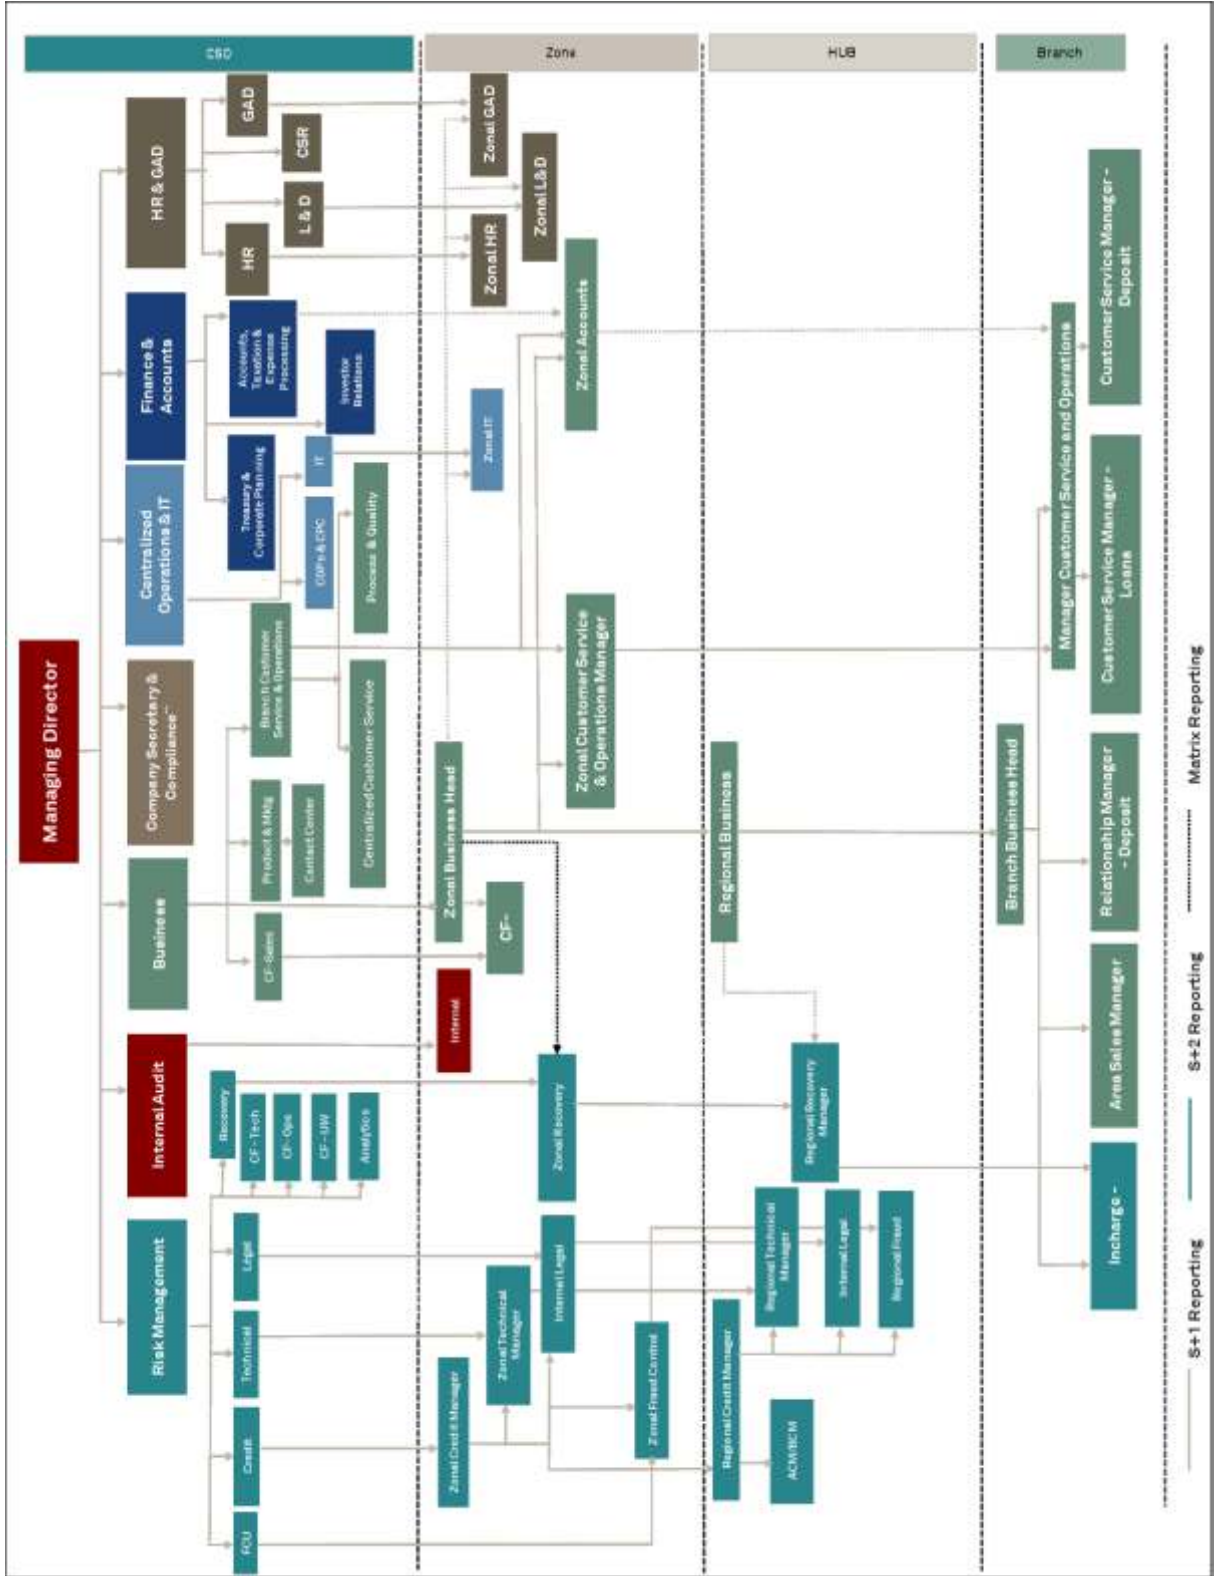 Managing Director
Risk Management
Internal Audit
Business
Company Secretary &
Compliance
Centralized
Operations & IT
Finance &
Accounts
HR & GAD
CSO
FCU
Credit
Technical
Legal
Recovery
CF-Tech
CF-Ops
CF-UW
Analytics
CF-Sales
Product & Mktg
Contact Center
Branch Customer
Service & Operations
Centralized Customer Service
Process & Quality
COPs & CPC
IT
Treasury &
Corporate Planning
Accounts,
Taxation &
Expense
Processing
Investor
Relations
HR
L & D
CSR
GAD
Zone
Zonal Credit Manager
Zonal Technical
Manager
Internal Legal
Zonal Fraud Control
Zonal Recovery
Internal
Zonal Business Head
CF-
Zonal Customer Service
& Operations Manager
Zonal IT
Zonal Accounts
Zonal HR
Zonal L&D
Zonal GAD
HUB
Regional Credit Manager
ACM/BCM
Regional Technical
Manager
Internal Legal
Regional Fraud
Regional Recovery
Manager
Regional Business
Branch
Branch Business Head
Manager Customer Service and Operations
Incharge -
Area Sales Manager
Relationship Manager
- Deposit
Customer Service Manager -
Loans
Customer Service Manager -
Deposit
S+1 Reporting
S+2 Reporting
Matrix Reporting